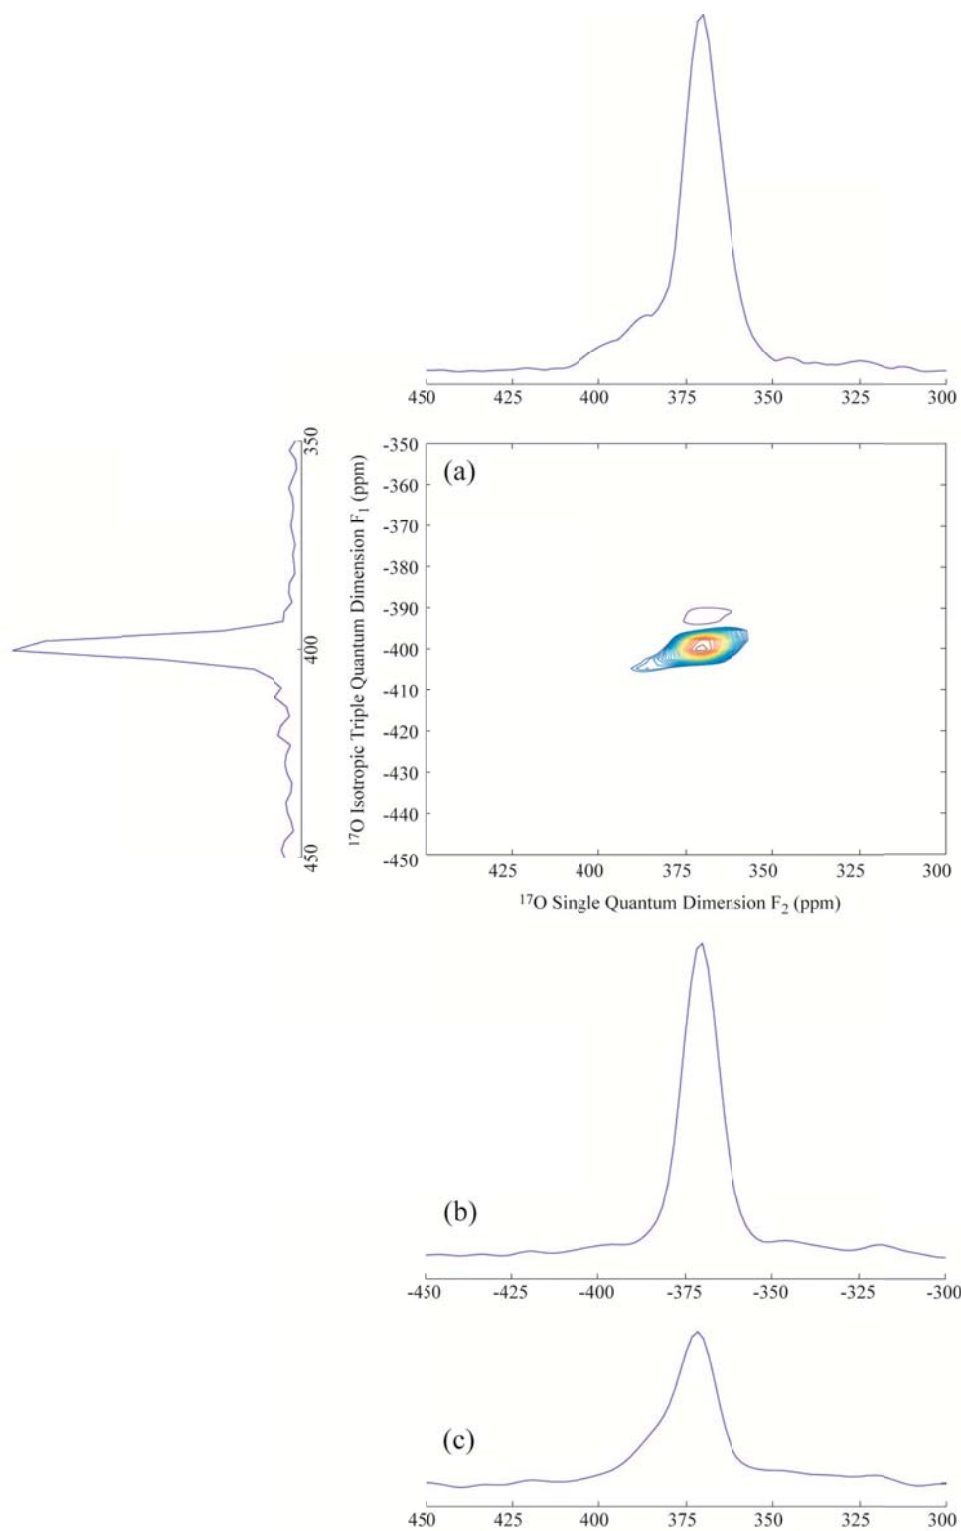 450 425 400 375 350 325 300
350
400
450
¹⁷O Isotropic Triple Quantum Dimension F₁ (ppm)
(a)
-350
-360
-370
-380
-390
-400
-410
-420
-430
-440
-450
425 400 375 350 325 300
¹⁷O Single Quantum Dimension F₂ (ppm)
(b)
-450 -425 -400 -375 -350 -325 -300
(c)
450 425 400 375 350 325 300